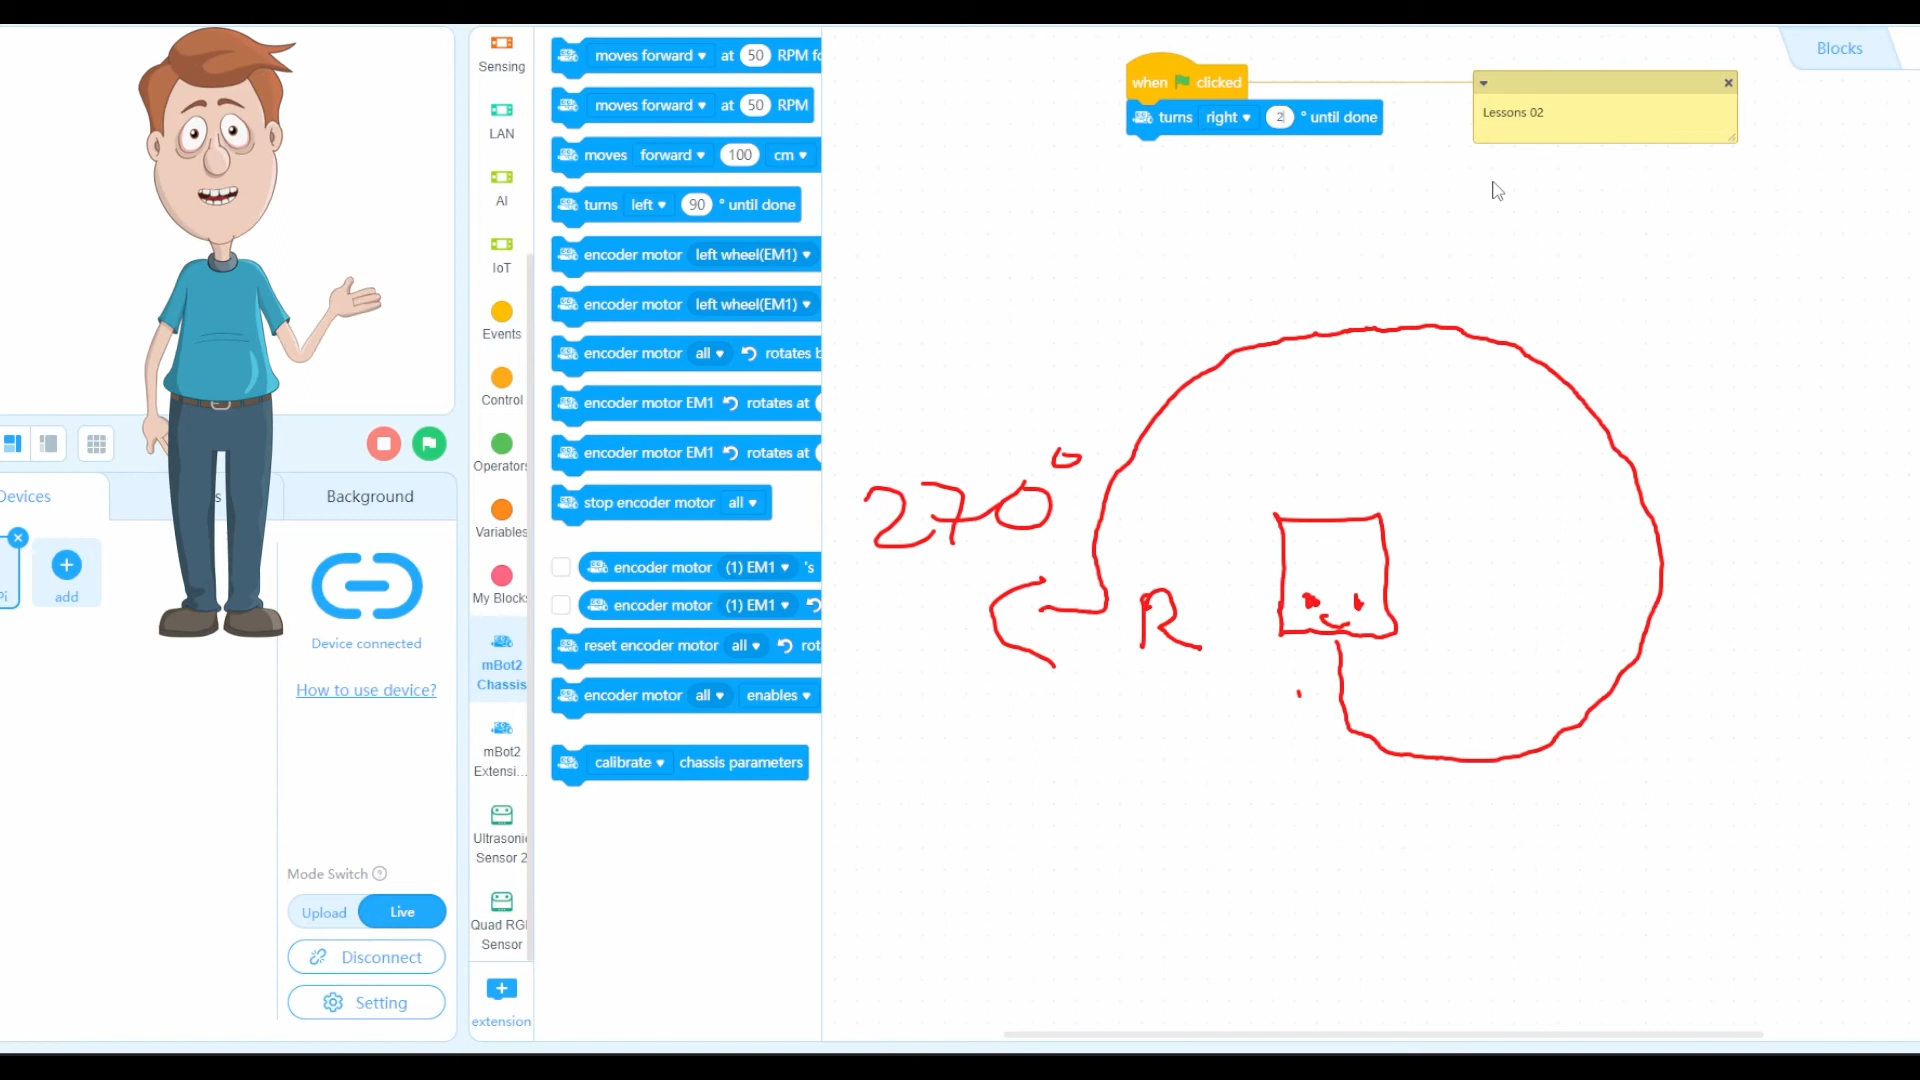 Blocks
Sensing
LAN
AI
IoT
Events
Control
Operators
Variables
My Blocks
mBot2
Chassis
mBot2
Extensi...
Ultrasonic
Sensor 2
Quad RGB
Sensor
extension
moves forward at 50 RPM fo
moves forward at 50 RPM
moves forward 100 cm
turns left 90 ° until done
encoder motor left wheel(EM1)
encoder motor left wheel(EM1)
encoder motor all rotates b
encoder motor EM1 rotates at
encoder motor EM1 rotates at
stop encoder motor all
encoder motor (1) EM1 's
encoder motor (1) EM1
reset encoder motor all rot
encoder motor all enables
calibrate chassis parameters
when clicked
turns right 2 ° until done
Lessons 02
270°
R
Devices
s
Background
Pi
add
Device connected
How to use device?
Mode Switch ?
Upload Live
Disconnect
Setting